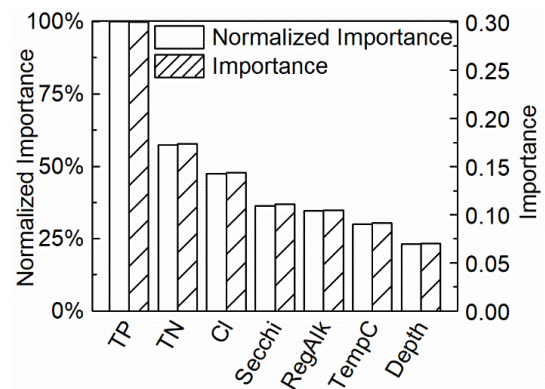 100%
75%
50%
25%
0%
Normalized Importance
Normalized Importance
Importance
0.30
0.25
0.20
0.15
0.10
0.05
0.00
Importance
TP
TN
Cl
Secchi
RegAlk
TempC
Depth